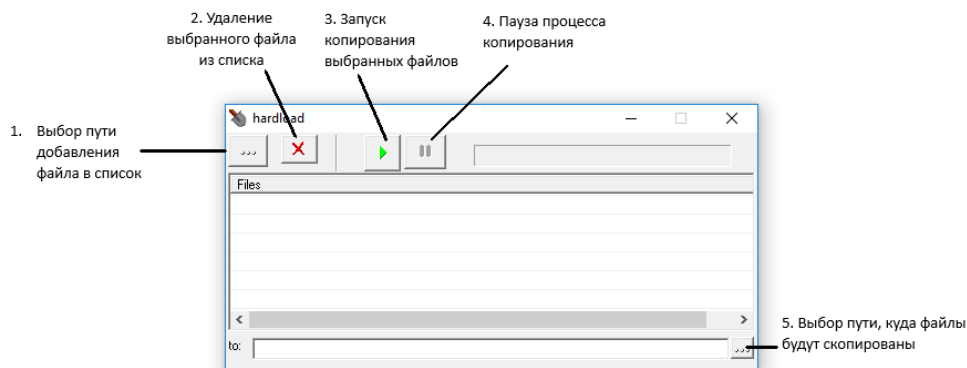 2. Удаление
выбранного файла
из списка
3. Запуск
копирования
выбранных файлов
4. Пауза процесса
копирования
1. Выбор пути
добавления
файла в список
hardload
...
Files
to:
...
5. Выбор пути, куда файлы
будут скопированы